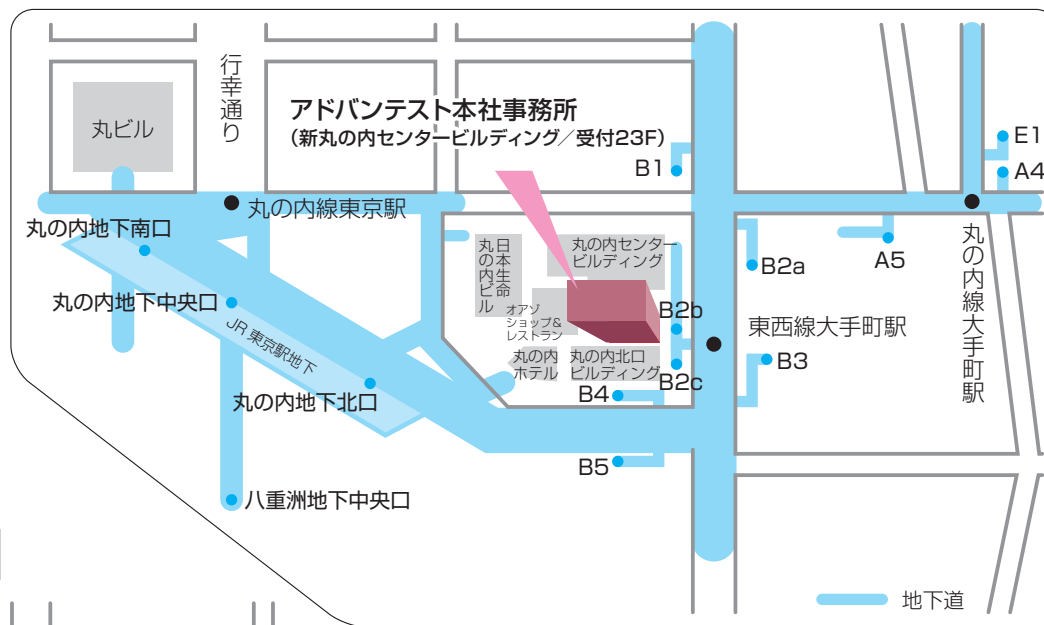 行幸通り
丸ビル
アドバンテスト本社事務所
（新丸の内センタービルディング／受付23F）
B1
E1
A4
丸の内線東京駅
丸の内地下南口
日本生命
丸の内ビル
丸の内センター
ビルディング
B2a
A5
丸の内線大手町駅
丸の内地下中央口
オアゾ
ショップ&
レストラン
B2b
東西線大手町駅
JR東京駅地下
丸の内
ホテル
丸の内北口
ビルディング
B2c
B3
丸の内地下北口
B4
B5
八重洲地下中央口
地下道